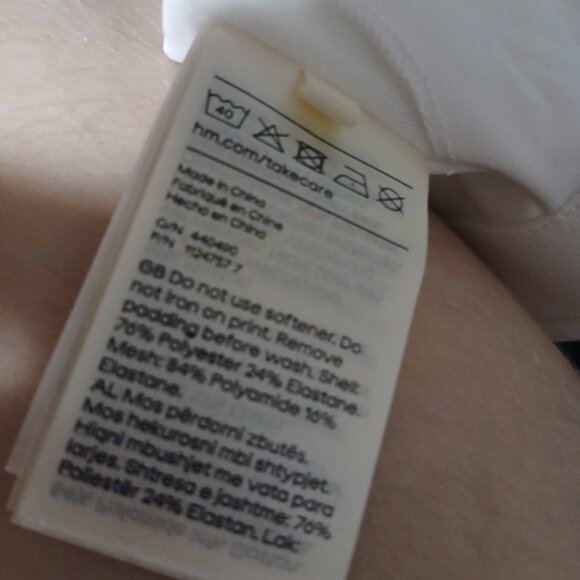 40
hm.com/takecare
Made in China
Fabriqué en Chine
Hecho en China
O/N 440490
P/N 1124757 7
GB Do not use softener. Do
not iron on print. Remove
padding before wash. Shell:
76% Polyester 24% Elastane.
Mesh: 84% Polyamide 16%
Elastane.
AL Mos përdorni zbutës.
Mos hekurosni mbi shtypjet.
Hiqni mbushjet me vata para
larjes. Shtresa e jashtme: 76%
Poliestër 24% Elastan.